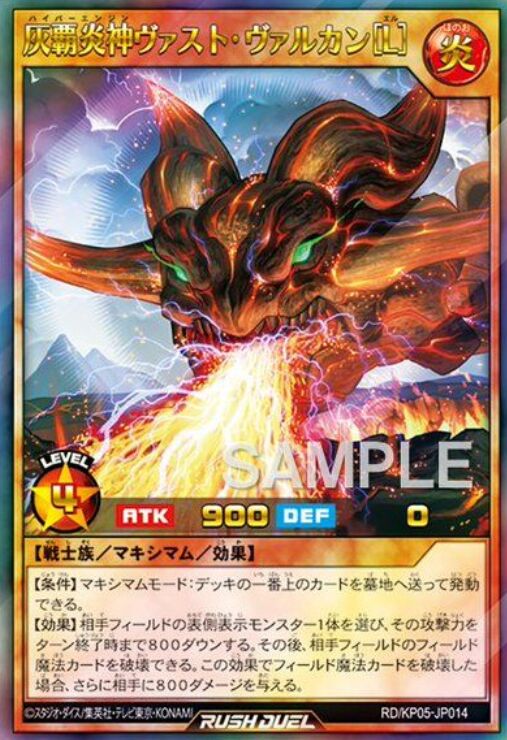 ハイパーエンジン
エル
灰覇炎神ヴァスト・ヴァルカン[L]
ほのお
炎
SAMPLE
LEVEL
4
ATK 900 DEF 0
【戦士族／マキシマム／効果】
【条件】マキシマムモード：デッキの一番上のカードを墓地へ送って発動
できる。
【効果】相手フィールドの表側表示モンスター1体を選び、その攻撃力を
ターン終了時まで800ダウンする。その後、相手フィールドのフィールド
魔法カードを破壊できる。この効果でフィールド魔法カードを破壊した
場合、さらに相手に800ダメージを与える。
©スタジオ・ダイス/集英社・テレビ東京・KONAMI
RUSH DUEL
RD/KP05-JP014